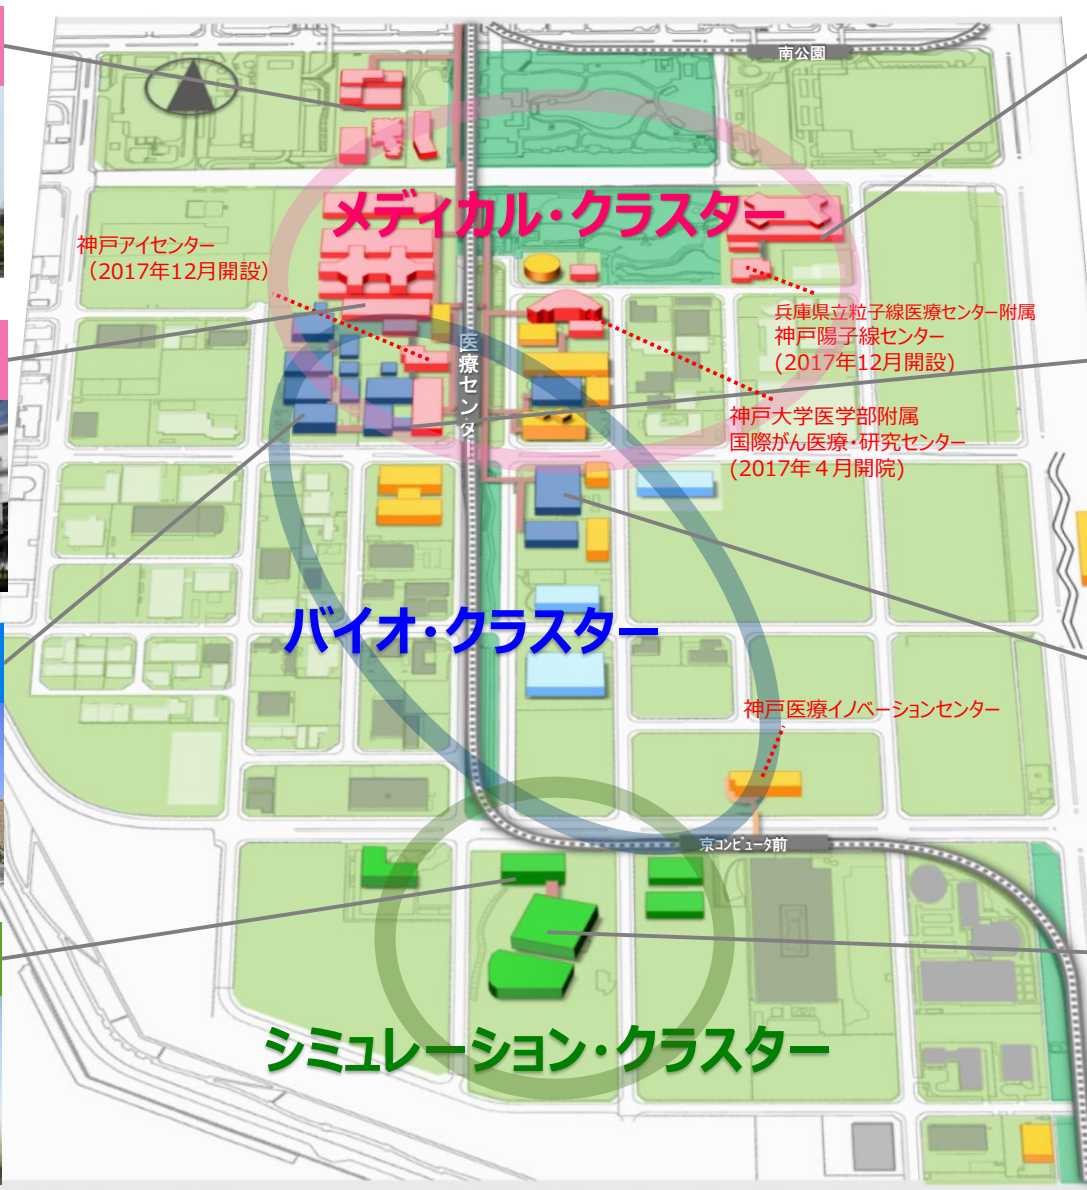 南公園
メディカル・クラスター
神戸アイセンター
（2017年12月開設）
兵庫県立粒子線医療センター附属
神戸陽子線センター
(2017年12月開設)
医療センター
神戸大学医学部附属
国際がん医療・研究センター
(2017年４月開院)
バイオ・クラスター
神戸医療イノベーションセンター
京コンピュータ前
シミュレーション・クラスター